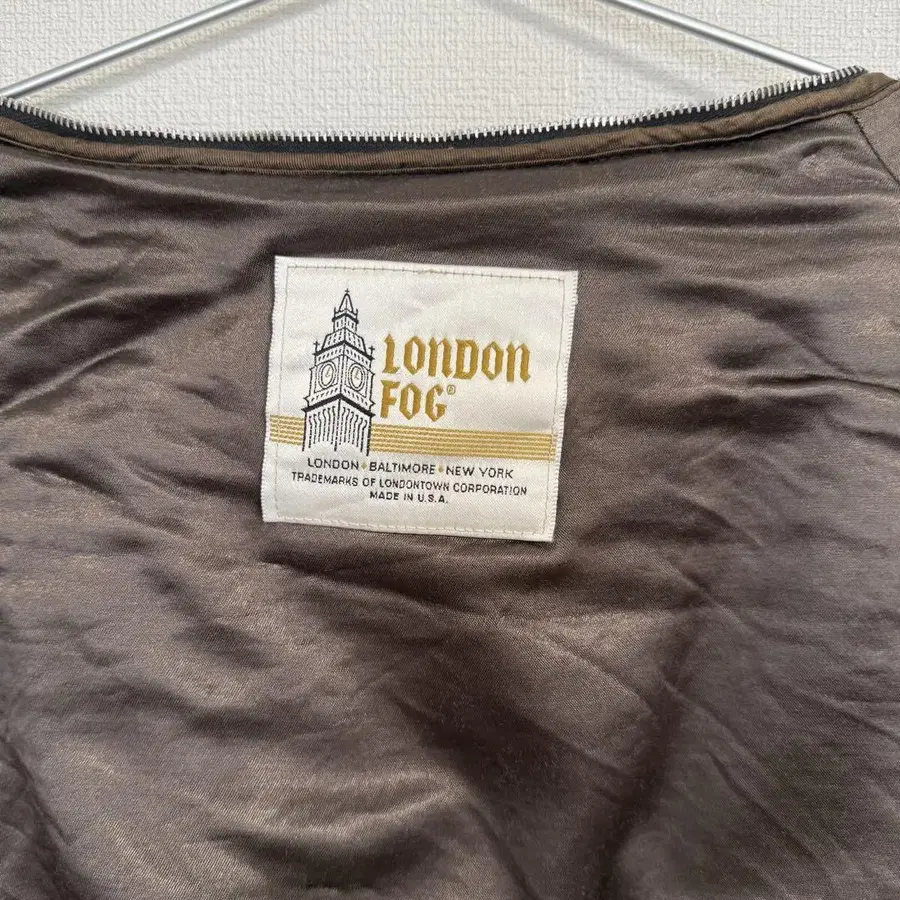 LONDON
FOG®
LONDON • BALTIMORE • NEW YORK
TRADEMARKS OF LONDONTOWN CORPORATION
MADE IN U.S.A.